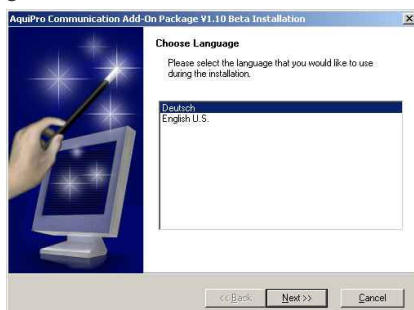 AquiPro Communication Add-On Package V1.10 Beta Installation
Choose Language
Please select the language that you would like to use
during the installation.
Deutsch
English U.S.
<< Back
Next >>
Cancel